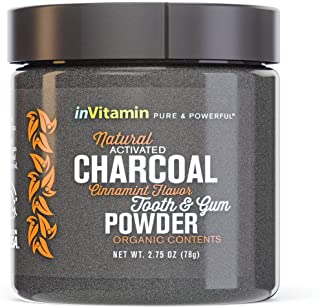 inVitamin PURE & POWERFUL®
Natural
ACTIVATED
CHARCOAL
Cinnamint Flavor
Tooth & Gum
POWDER
ORGANIC CONTENTS
NET WT. 2.75 OZ (78g)